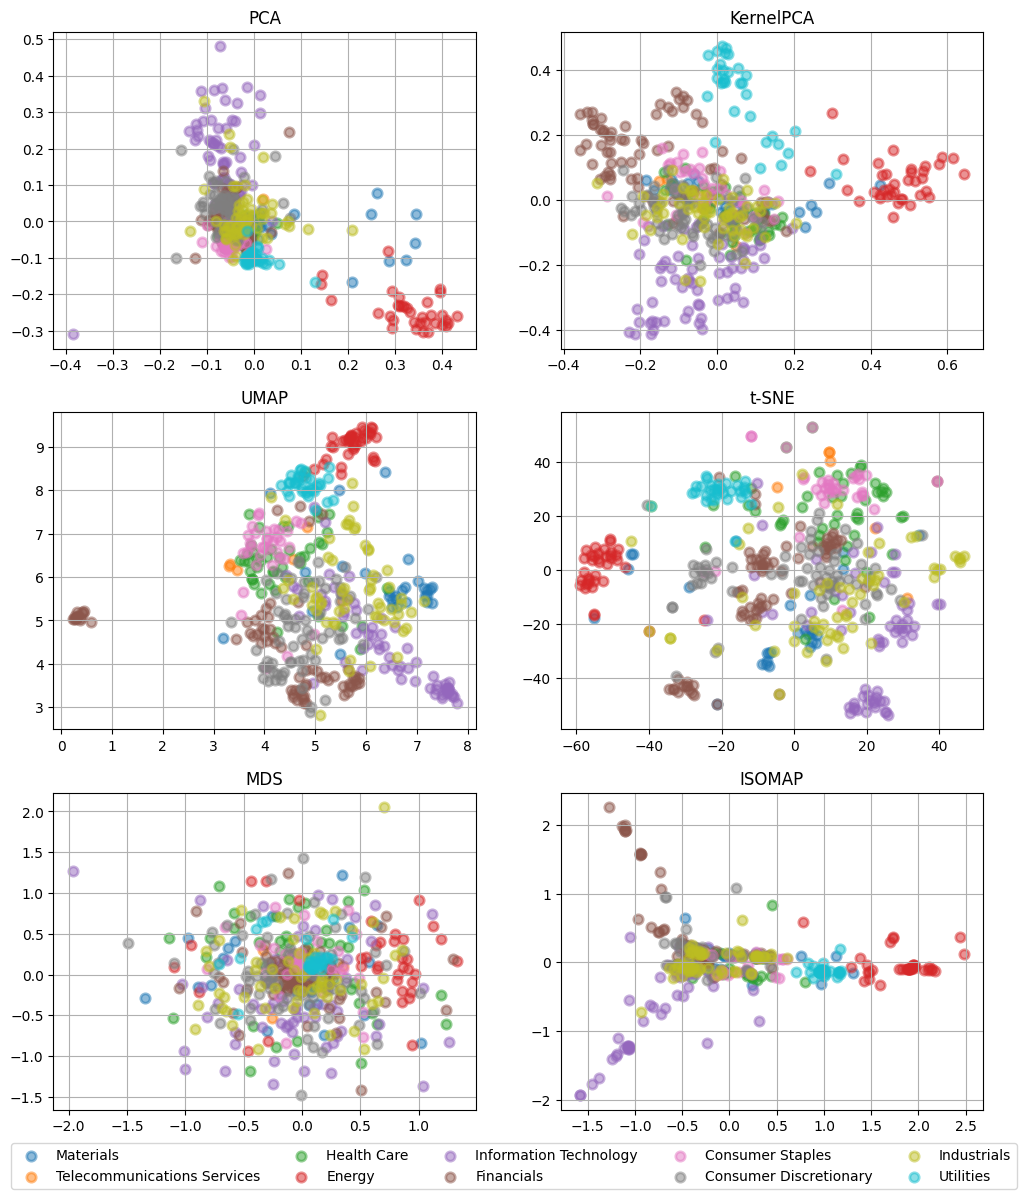 PCA
KernelPCA
0.5
0.4
0.3
0.2
0.1
0.0
−0.1
−0.2
−0.3
−0.4 −0.3 −0.2 −0.1 0.0 0.1 0.2 0.3 0.4
0.4
0.2
0.0
−0.2
−0.4
−0.4 −0.2 0.0 0.2 0.4 0.6
UMAP
t-SNE
9
8
7
6
5
4
3
0 1 2 3 4 5 6 7 8
40
20
0
−20
−40
−60 −40 −20 0 20 40
MDS
ISOMAP
2.0
1.5
1.0
0.5
0.0
−0.5
−1.0
−1.5
−2.0 −1.5 −1.0 −0.5 0.0 0.5 1.0
2
1
0
−1
−2
−1.5 −1.0 −0.5 0.0 0.5 1.0 1.5 2.0 2.5
Materials
Telecommunications Services
Health Care
Energy
Information Technology
Financials
Consumer Staples
Consumer Discretionary
Industrials
Utilities